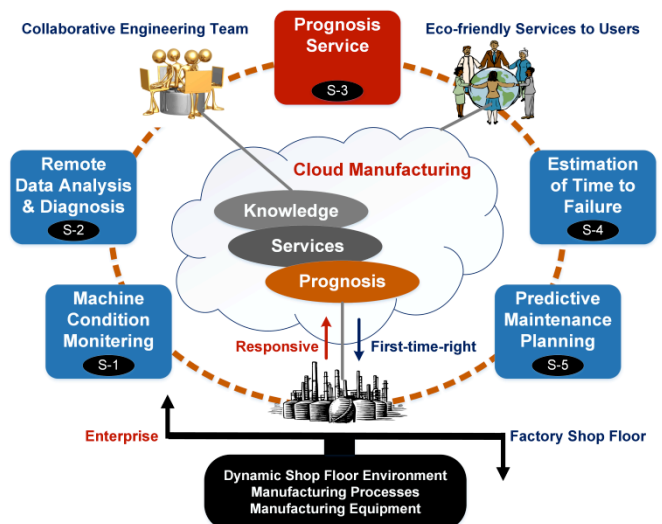 Collaborative Engineering Team
Prognosis
Service
S-3
Eco-friendly Services to Users
Remote
Data Analysis
& Diagnosis
S-2
Cloud Manufacturing
Knowledge
Services
Prognosis
Estimation
of Time to
Failure
S-4
Machine
Condition
Monitering
S-1
Responsive
First-time-right
Predictive
Maintenance
Planning
S-5
Enterprise
Factory Shop Floor
Dynamic Shop Floor Environment
Manufacturing Processes
Manufacturing Equipment